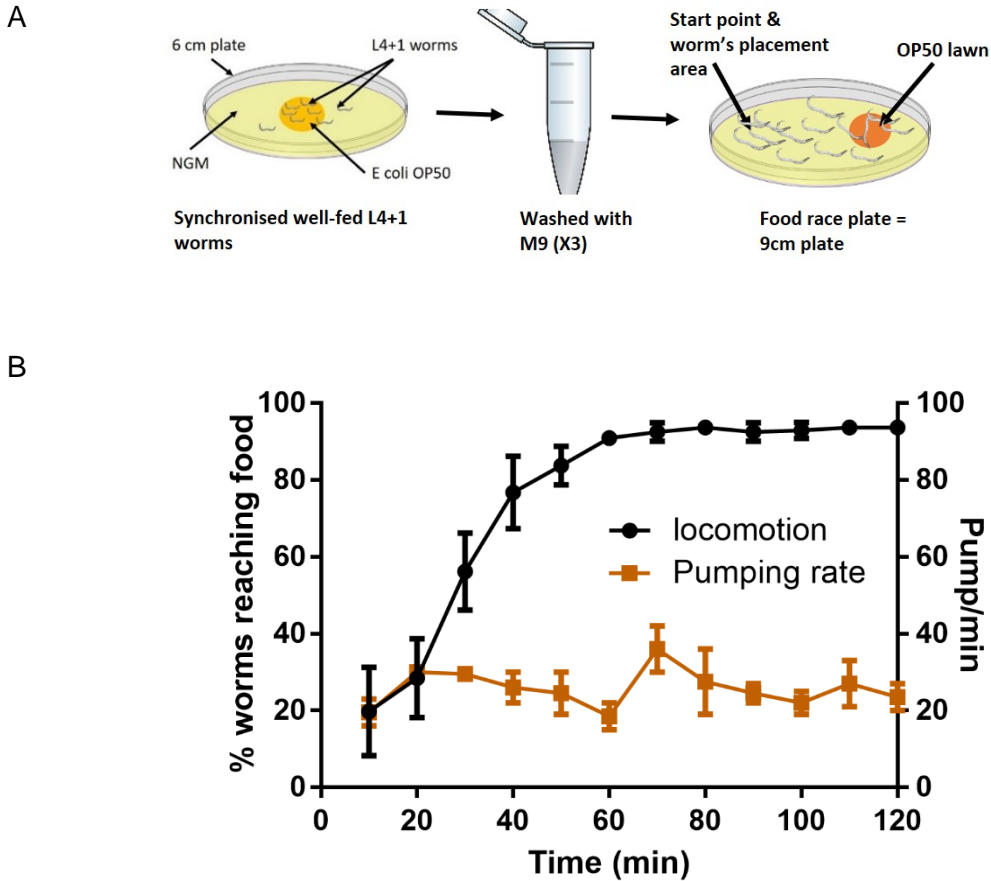 A
6 cm plate
L4+1 worms
NGM
E coli OP50
Synchronised well-fed L4+1
worms
Washed with
M9 (X3)
Start point &
worm's placement
area
OP50 lawn
Food race plate =
9cm plate
B
% worms reaching food
100
80
60
40
20
0
locomotion
Pumping rate
100
80
60
40
20
0
Pump/min
0 20 40 60 80 100 120
Time (min)